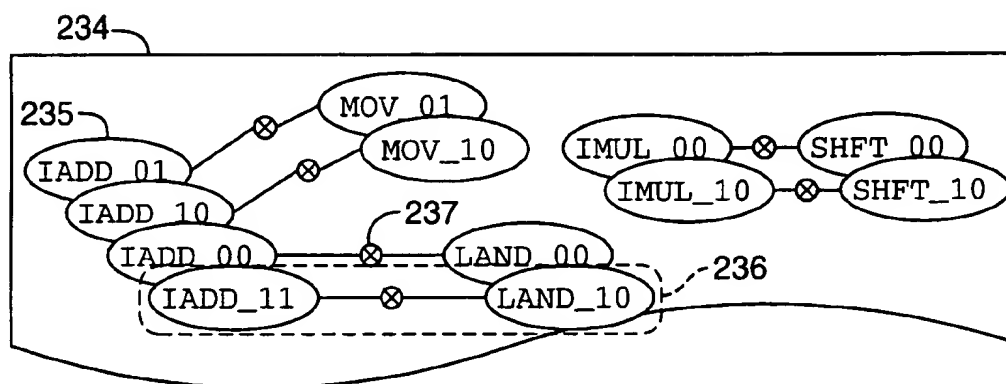 234
235
MOV_01
MOV_10
IADD_01
IADD_10
IADD_00
IADD_11
237
LAND_00
LAND_10
236
IMUL_00
SHFT_00
IMUL_10
SHFT_10